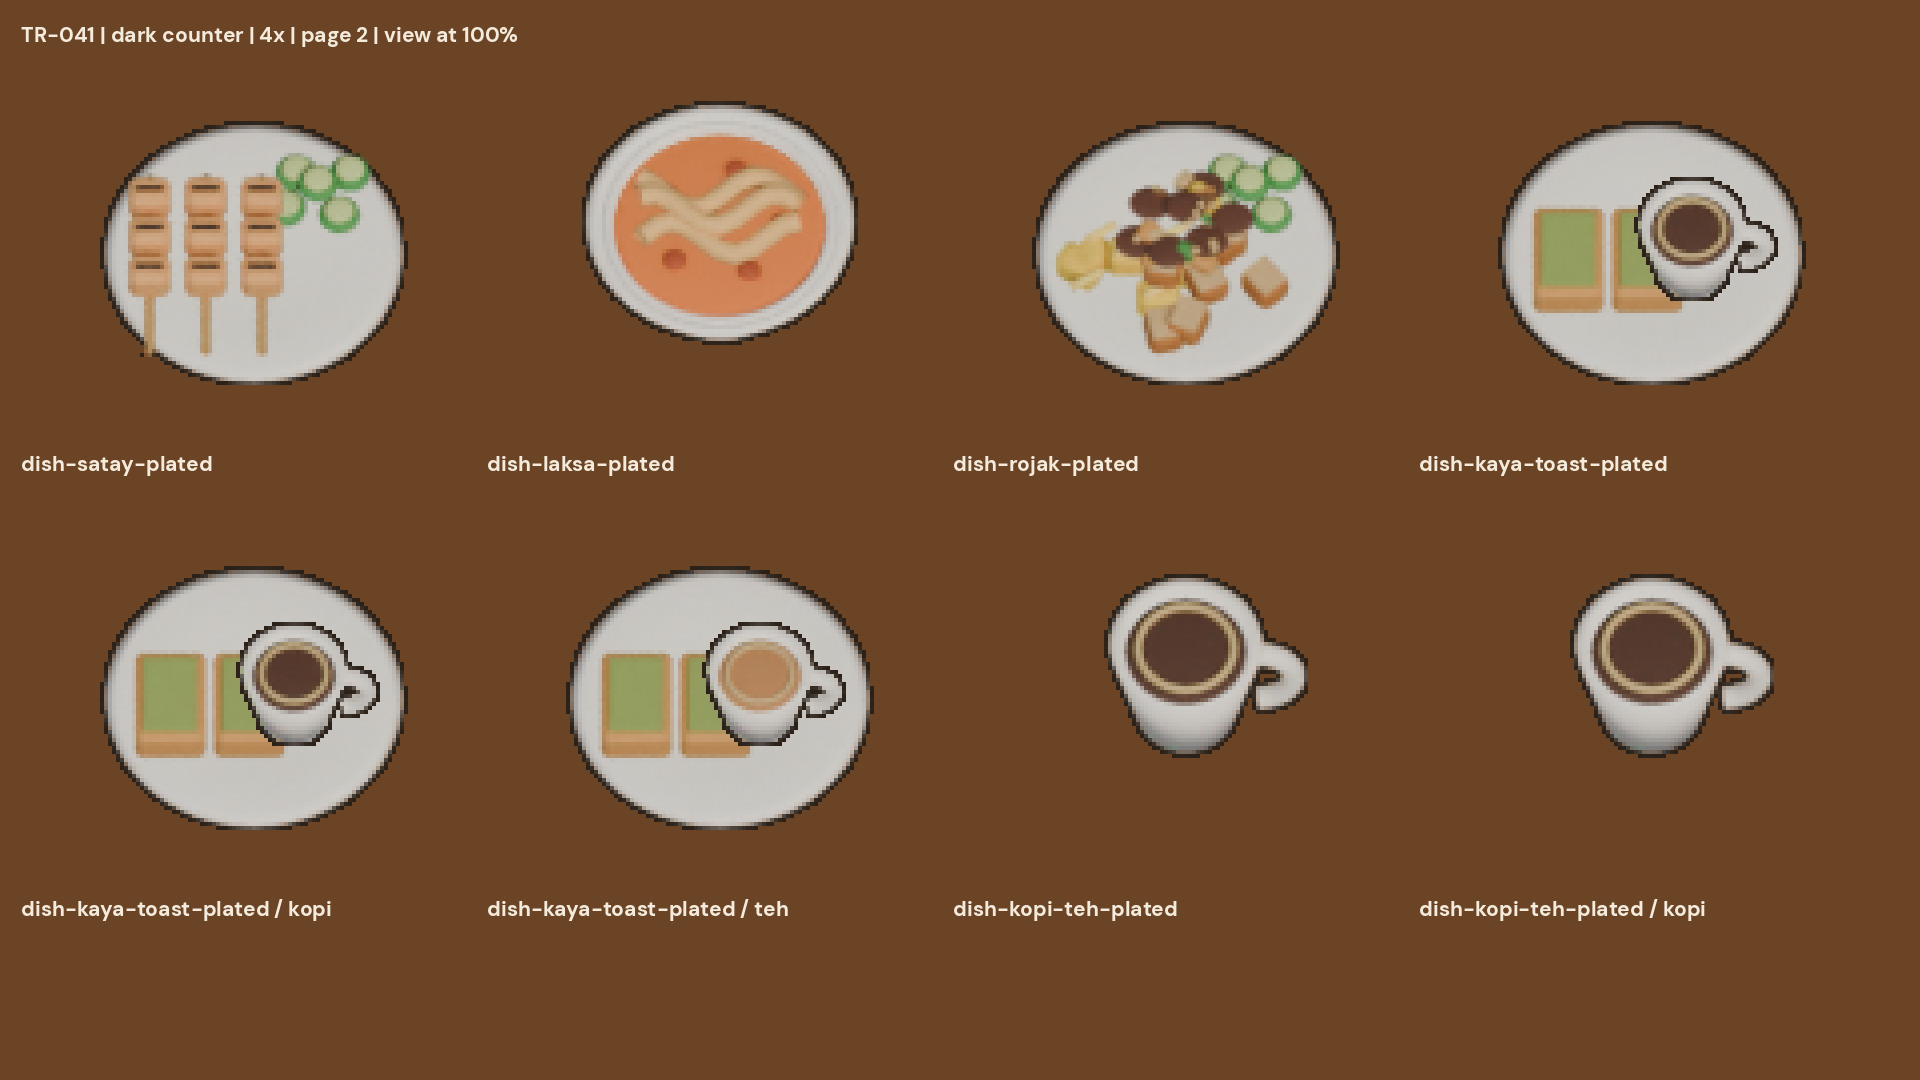 TR-041 | dark counter | 4x | page 2 | view at 100%
dish-satay-plated
dish-laksa-plated
dish-rojak-plated
dish-kaya-toast-plated
dish-kaya-toast-plated / kopi
dish-kaya-toast-plated / teh
dish-kopi-teh-plated
dish-kopi-teh-plated / kopi